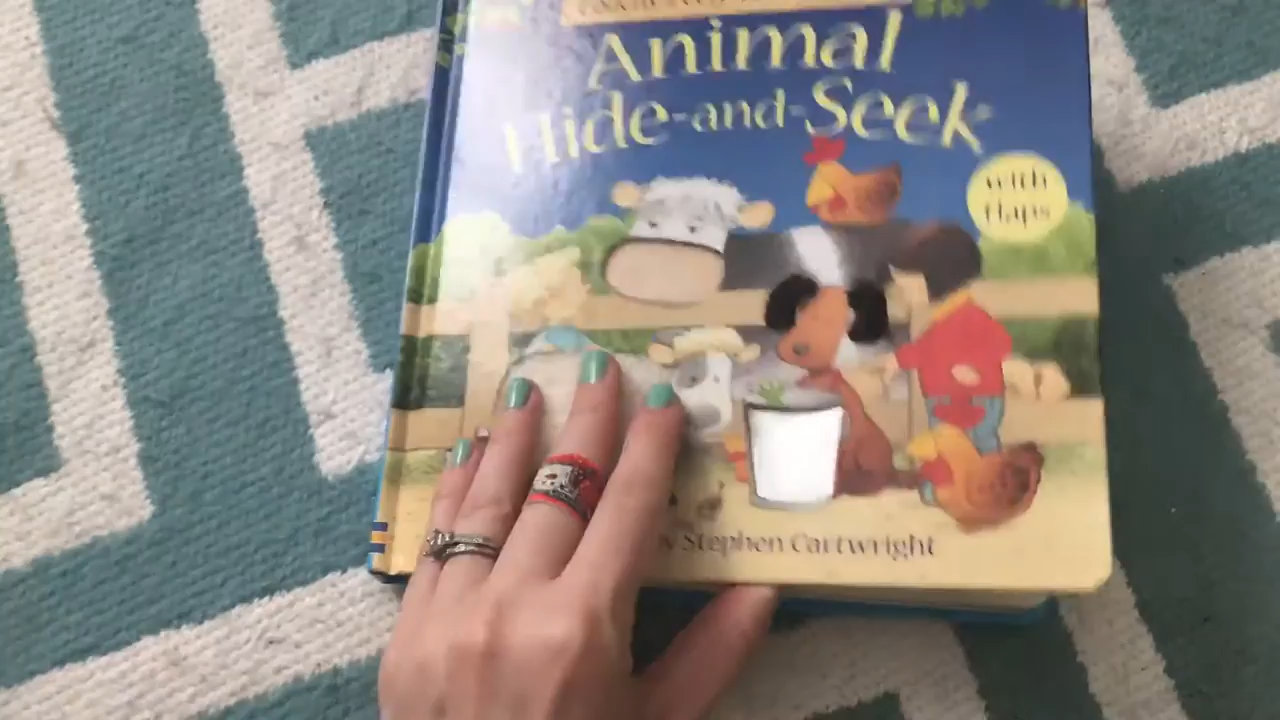 Animal
Hide-and-Seek
with
flaps
Stephen Cartwright